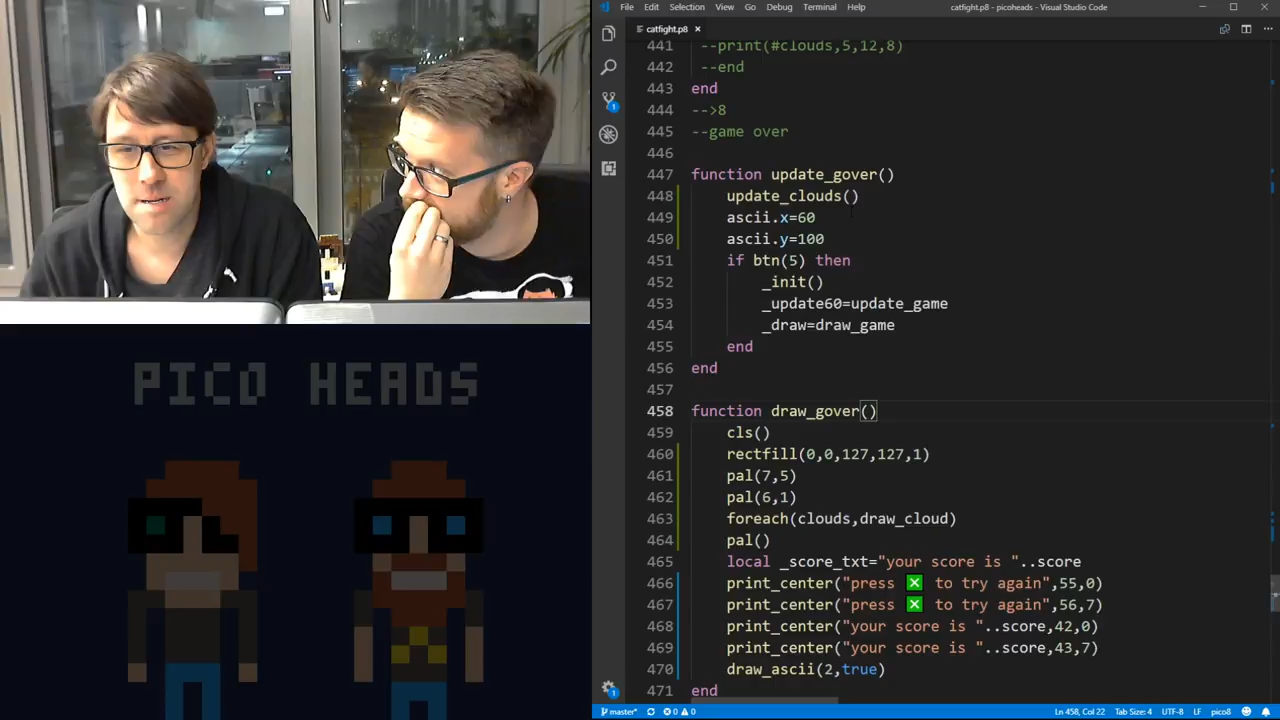 File Edit Selection View Go Debug Terminal Help
catfight.p8 - picoheads - Visual Studio Code
catfight.p8 ×
441 --print(#clouds,5,12,8)
442 --end
443 end
444 -->8
445 --game over
446
447 function update_gover()
448 update_clouds()
449 ascii.x=60
450 ascii.y=100
451 if btn(5) then
452 _init()
453 _update60=update_game
454 _draw=draw_game
455 end
456 end
457
458 function draw_gover()
459 cls()
460 rectfill(0,0,127,127,1)
461 pal(7,5)
462 pal(6,1)
463 foreach(clouds,draw_cloud)
464 pal()
465 local _score_txt="your score is "..score
466 print_center("press ❎ to try again",55,0)
467 print_center("press ❎ to try again",56,7)
468 print_center("your score is "..score,42,0)
469 print_center("your score is "..score,43,7)
470 draw_ascii(2,true)
471 end
PICO HEADS
1
1
master* 0 0
Ln 458, Col 22 Tab Size: 4 UTF-8 LF pico8